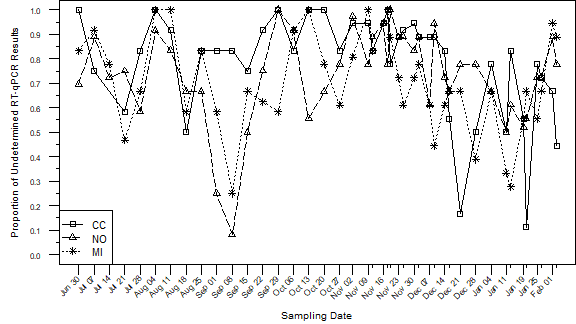 Proportion of Undetermined RT-qPCR Results
1.0
0.9
0.8
0.7
0.6
0.5
0.4
0.3
0.2
0.1
0.0
CC
NO
MI
Jun 30
Jul 07
Jul 14
Jul 21
Jul 28
Aug 04
Aug 11
Aug 18
Aug 25
Sep 01
Sep 08
Sep 15
Sep 22
Sep 29
Oct 06
Oct 13
Oct 20
Oct 27
Nov 02
Nov 09
Nov 16
Nov 23
Nov 30
Dec 07
Dec 14
Dec 21
Dec 28
Jan 04
Jan 11
Jan 19
Jan 25
Feb 01
Sampling Date